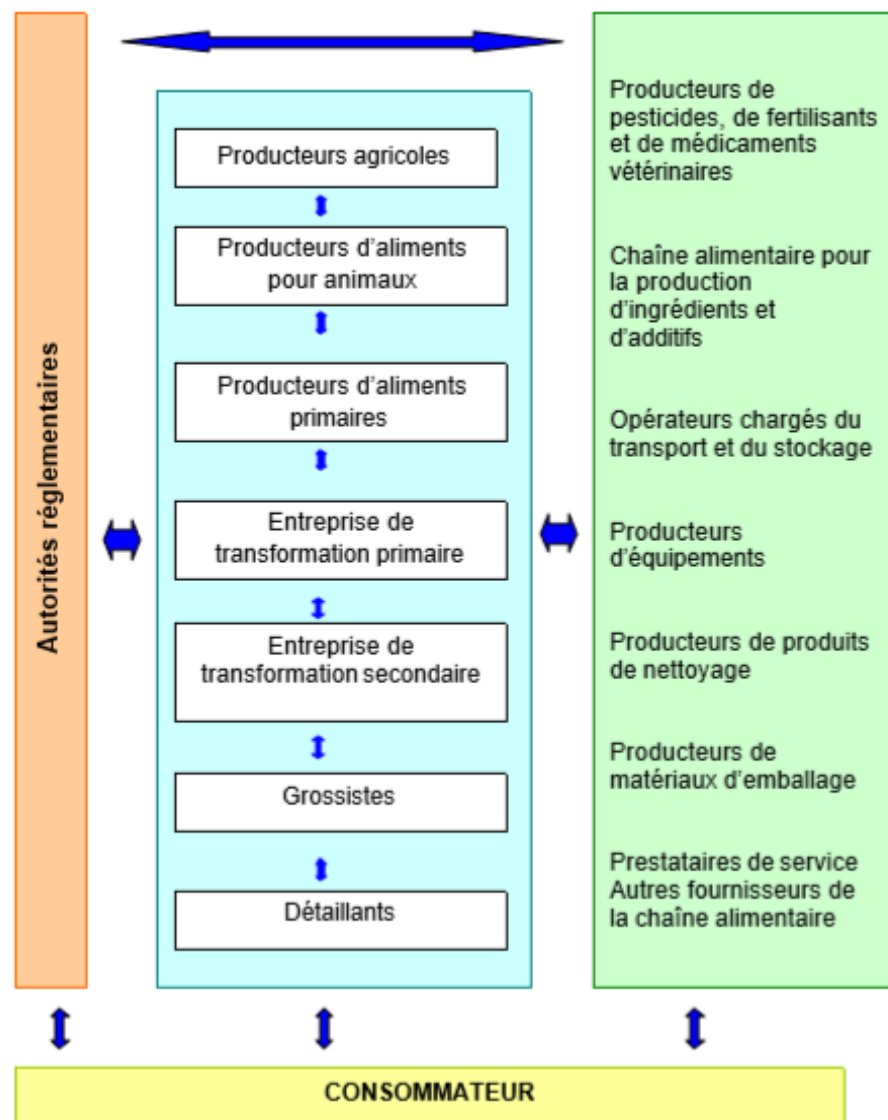 Autorités réglementaires
Producteurs agricoles
Producteurs d'aliments
pour animaux
Producteurs d'aliments
primaires
Entreprise de
transformation primaire
Entreprise de
transformation secondaire
Grossistes
Détaillants
Producteurs de
pesticides, de fertilisants
et de médicaments
vétérinaires
Chaîne alimentaire pour
la production
d'ingrédients et
d'additifs
Opérateurs chargés du
transport et du stockage
Producteurs
d'équipements
Producteurs de produits
de nettoyage
Producteurs de
matériaux d'emballage
Prestataires de service
Autres fournisseurs de
la chaîne alimentaire
CONSOMMATEUR